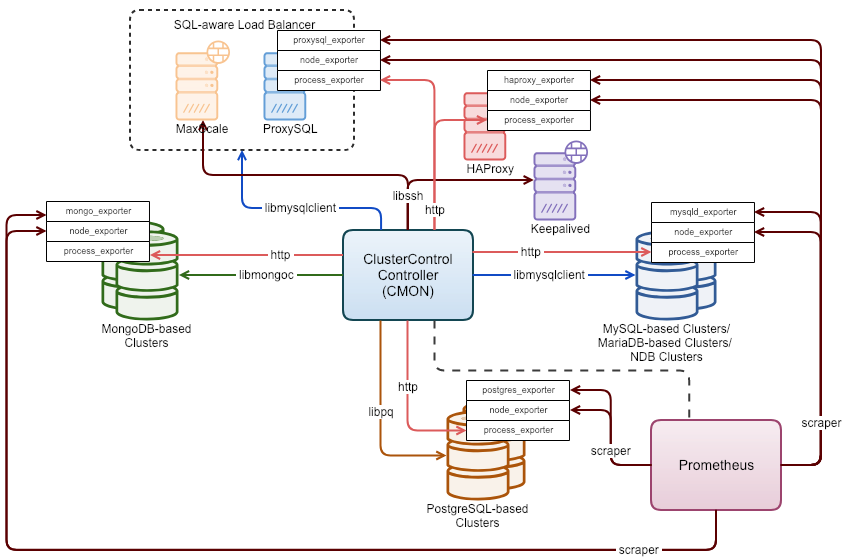 SQL-aware Load Balancer
proxysql_exporter
node_exporter
process_exporter
MaxScale
ProxySQL
haproxy_exporter
node_exporter
process_exporter
HAProxy
Keepalived
libssh
http
libmysqlclient
mongo_exporter
node_exporter
process_exporter
MongoDB-based
Clusters
http
libmongoc
ClusterControl
Controller
(CMON)
http
libmysqlclient
mysqld_exporter
node_exporter
process_exporter
MySQL-based Clusters/
MariaDB-based Clusters/
NDB Clusters
http
libpq
postgres_exporter
node_exporter
process_exporter
PostgreSQL-based
Clusters
scraper
scraper
Prometheus
scraper